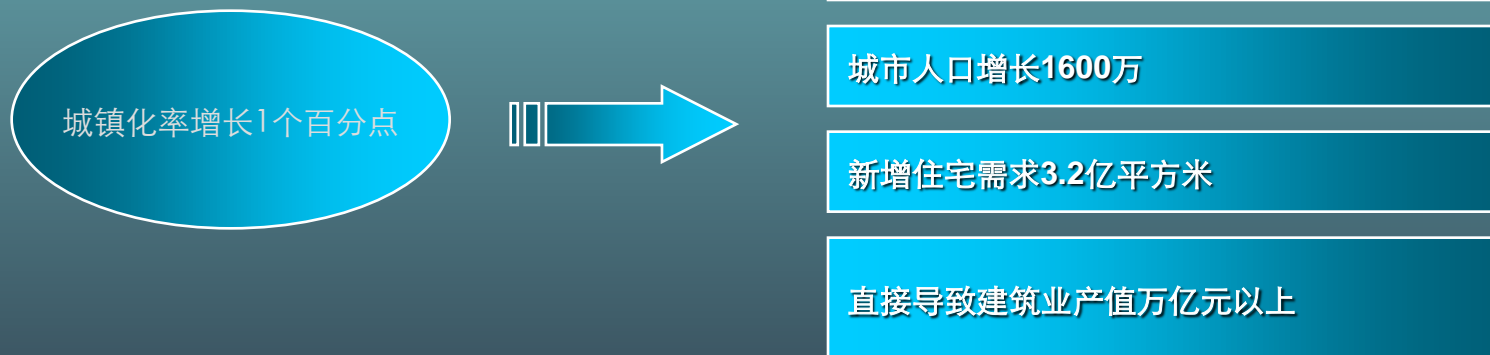 城镇化率增长1个百分点
城市人口增长1600万
新增住宅需求3.2亿平方米
直接导致建筑业产值万亿元以上